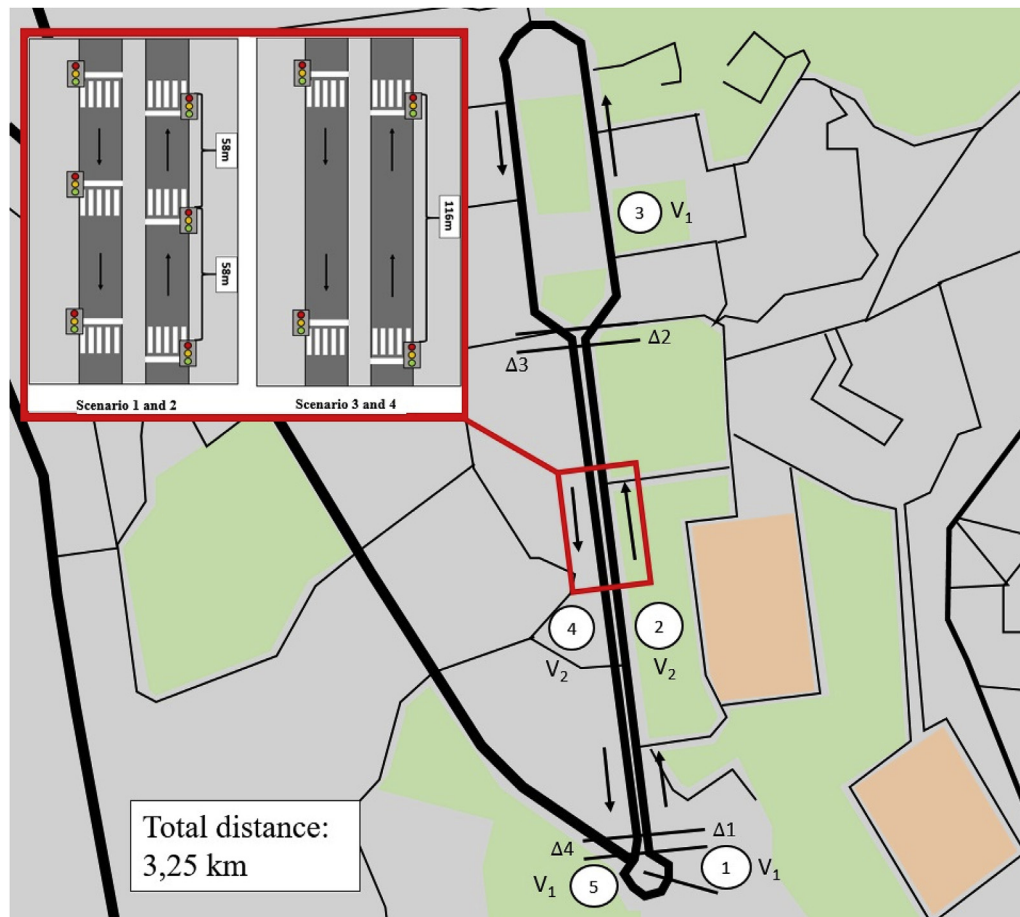 58m
58m
116m
Scenario 1 and 2
Scenario 3 and 4
3 V₁
Δ2
Δ3
4
2
V₂
V₂
Total distance:
3,25 km
Δ1
Δ4
1 V₁
V₁ 5